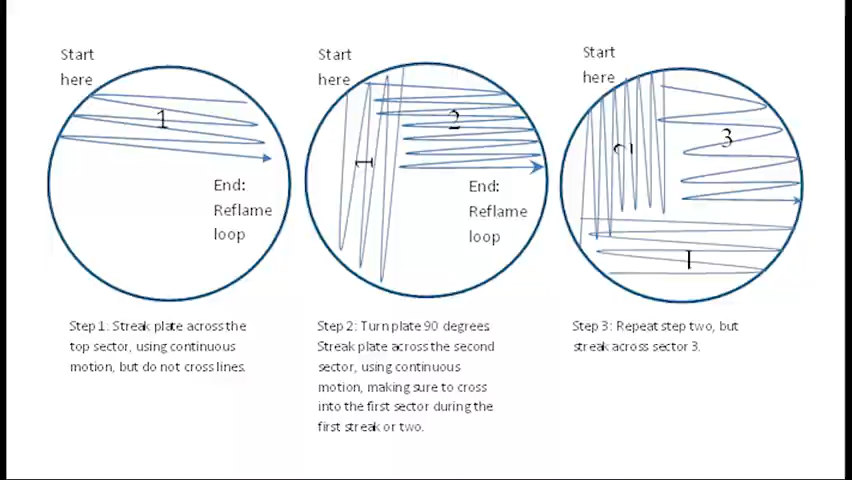 Start
here
1
End:
Reflame
loop
Step 1: Streak plate across the
top sector, using continuous
motion, but do not cross lines.
Start
here
1
2
End:
Reflame
loop
Step 2: Turn plate 90 degrees.
Streak plate across the second
sector, using continuous
motion, making sure to cross
into the first sector during the
first streak or two.
Start
here
2
3
1
Step 3: Repeat step two, but
streak across sector 3.